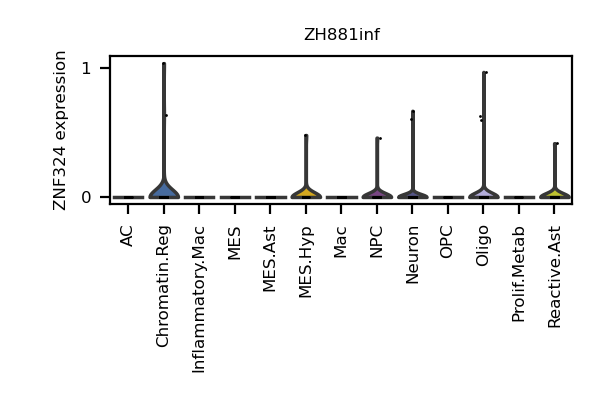 ZH881inf
ZNF324 expression
1
0
AC
Chromatin.Reg
Inflammatory.Mac
MES
MES.Ast
MES.Hyp
Mac
NPC
Neuron
OPC
Oligo
Prolif.Metab
Reactive.Ast